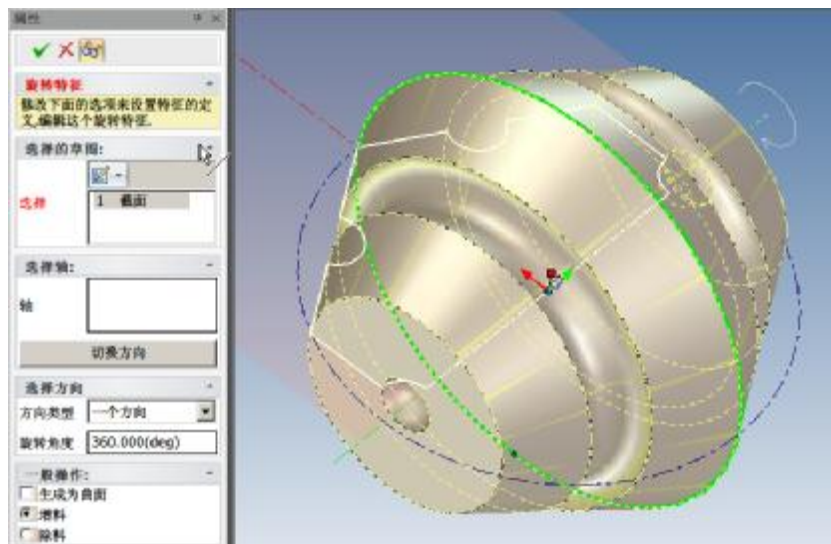 属性
旋转特征
修改下面的选项来设置特征的定
义,编辑这个旋转特征.
选择的草图:
选择
1 截面
选择轴:
轴
切换方向
选择方向
方向类型 一个方向
旋转角度 360.000(deg)
一般操作:
生成为曲面
增料
除料